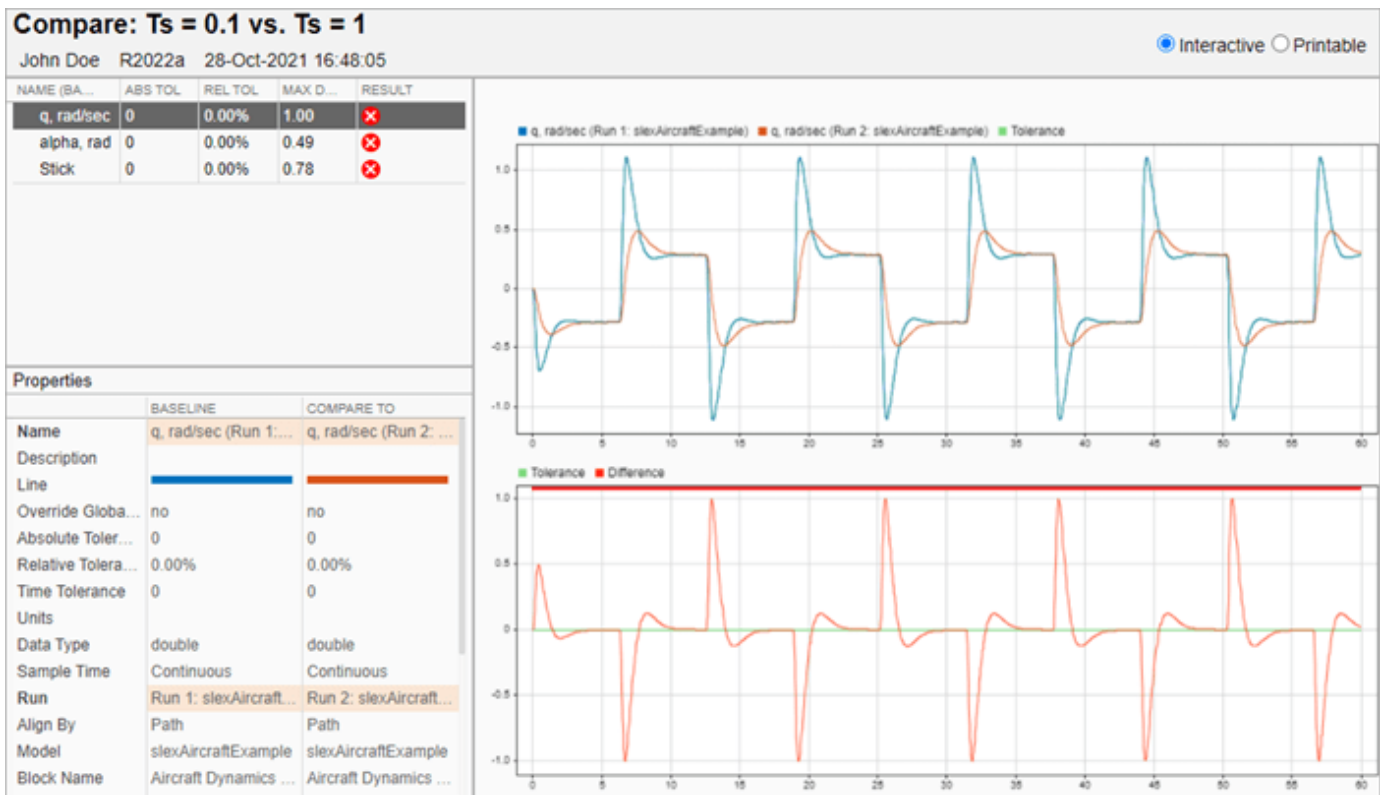 Compare: Ts = 0.1 vs. Ts = 1
John Doe R2022a 28-Oct-2021 16:48:05
Interactive Printable
NAME (BA... ABS TOL REL TOL MAX D... RESULT
q, rad/sec 0 0.00% 1.00
alpha, rad 0 0.00% 0.49
Stick 0 0.00% 0.78
Properties
BASELINE COMPARE TO
Name q, rad/sec (Run 1:... q, rad/sec (Run 2: ...
Description
Line
Override Globa... no no
Absolute Toler... 0 0
Relative Tolera... 0.00% 0.00%
Time Tolerance 0 0
Units
Data Type double double
Sample Time Continuous Continuous
Run Run 1: slexAircraft... Run 2: slexAircraft...
Align By Path Path
Model slexAircraftExample slexAircraftExample
Block Name Aircraft Dynamics ... Aircraft Dynamics ...
q, rad/sec (Run 1: slexAircraftExample) q, rad/sec (Run 2: slexAircraftExample) Tolerance
1.0
0.5
0
-0.5
-1.0
0 5 10 15 20 25 30 35 40 45 50 55 60
Tolerance Difference
1.0
0.5
0
-0.5
-1.0
0 5 10 15 20 25 30 35 40 45 50 55 60